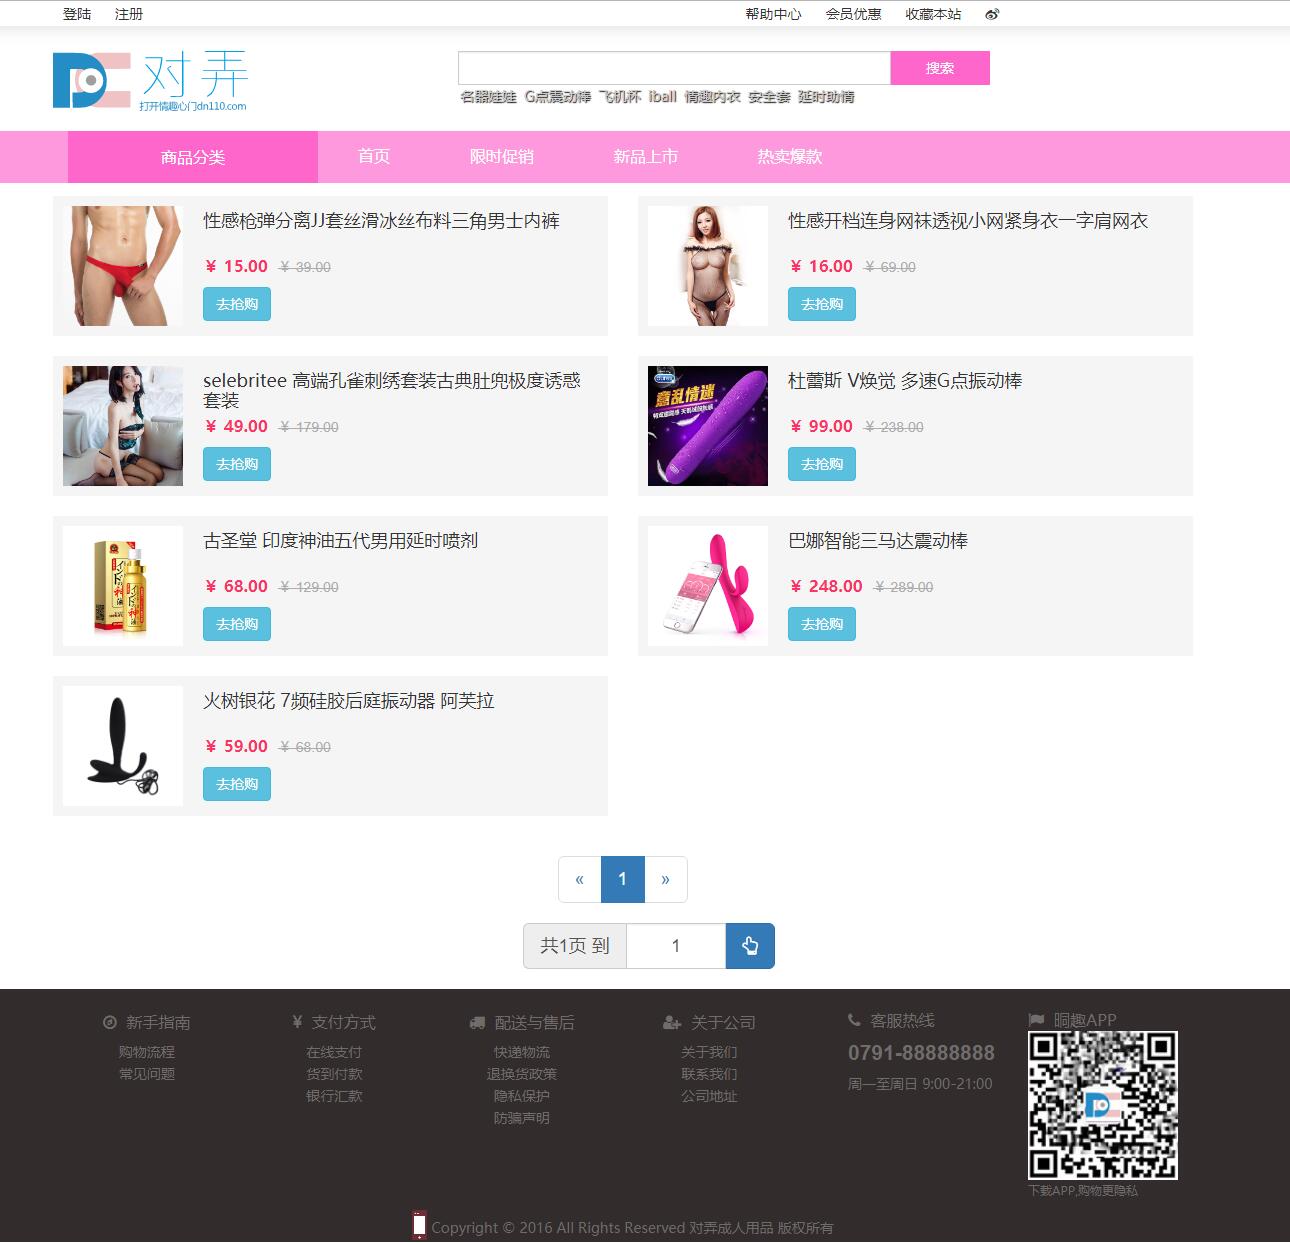 登陆 注册 帮助中心 会员优惠 收藏本站
对弄
打开情趣心门dn110.com
搜索
名器娃娃 G点震动棒 飞机杯 iball 情趣内衣 安全套 延时助情
商品分类 首页 限时促销 新品上市 热卖爆款
性感枪弹分离JJ套丝滑冰丝布料三角男士内裤
¥ 15.00 ¥ 39.00
去抢购
性感开档连身网袜透视小网紧身衣一字肩网衣
¥ 16.00 ¥ 69.00
去抢购
selebritee 高端孔雀刺绣套装古典肚兜极度诱惑
套装
¥ 49.00 ¥ 179.00
去抢购
意乱情迷
杜蕾斯 V焕觉 多速G点振动棒
¥ 99.00 ¥ 238.00
去抢购
古圣堂 印度神油五代男用延时喷剂
¥ 68.00 ¥ 129.00
去抢购
巴娜智能三马达震动棒
¥ 248.00 ¥ 289.00
去抢购
火树银花 7频硅胶后庭振动器 阿芙拉
¥ 59.00 ¥ 68.00
去抢购
« 1 »
共1页 到 1
新手指南
购物流程
常见问题
¥ 支付方式
在线支付
货到付款
银行汇款
配送与售后
快递物流
退换货政策
隐私保护
防骗声明
关于公司
关于我们
联系我们
公司地址
客服热线
0791-88888888
周一至周日 9:00-21:00
晍趣APP
下载APP,购物更隐私
Copyright © 2016 All Rights Reserved 对弄成人用品 版权所有